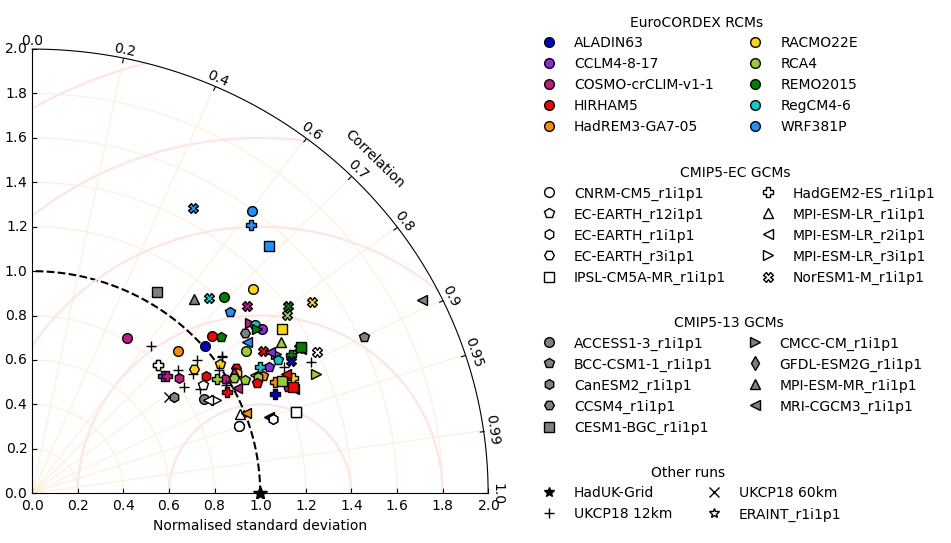 0.0
0.2
0.4
0.6
0.7
0.8
0.9
0.95
0.99
1.0
Correlation
2.0
1.8
1.6
1.4
1.2
1.0
0.8
0.6
0.4
0.2
0.0
0.0 0.2 0.4 0.6 0.8 1.0 1.2 1.4 1.6 1.8 2.0
Normalised standard deviation
EuroCORDEX RCMs
ALADIN63
CCLM4-8-17
COSMO-crCLIM-v1-1
HIRHAM5
HadREM3-GA7-05
RACMO22E
RCA4
REMO2015
RegCM4-6
WRF381P
CMIP5-EC GCMs
CNRM-CM5_r1i1p1
EC-EARTH_r12i1p1
EC-EARTH_r1i1p1
EC-EARTH_r3i1p1
IPSL-CM5A-MR_r1i1p1
HadGEM2-ES_r1i1p1
MPI-ESM-LR_r1i1p1
MPI-ESM-LR_r2i1p1
MPI-ESM-LR_r3i1p1
NorESM1-M_r1i1p1
CMIP5-13 GCMs
ACCESS1-3_r1i1p1
BCC-CSM1-1_r1i1p1
CanESM2_r1i1p1
CCSM4_r1i1p1
CESM1-BGC_r1i1p1
CMCC-CM_r1i1p1
GFDL-ESM2G_r1i1p1
MPI-ESM-MR_r1i1p1
MRI-CGCM3_r1i1p1
Other runs
HadUK-Grid
UKCP18 12km
UKCP18 60km
ERAINT_r1i1p1